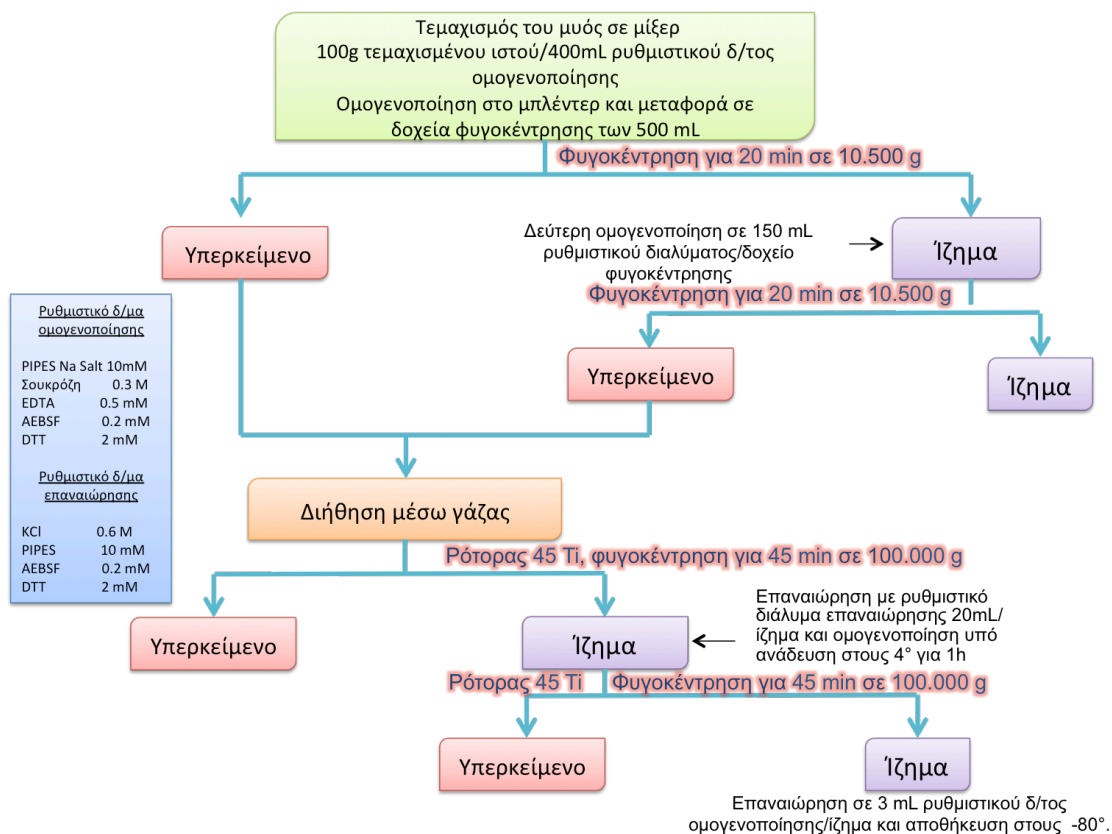 Τεμαχισμός του μυός σε μίξερ
100g τεμαχισμένου ιστού/400mL ρυθμιστικού δ/τος
ομογενοποίησης
Ομογενοποίηση στο μπλέντερ και μεταφορά σε
δοχεία φυγοκέντρησης των 500 mL
Φυγοκέντρηση για 20 min σε 10.500 g
Υπερκείμενο
Δεύτερη ομογενοποίηση σε 150 mL
ρυθμιστικού διαλύματος/δοχείο
φυγοκέντρησης
Ίζημα
Φυγοκέντρηση για 20 min σε 10.500 g
Υπερκείμενο
Ίζημα
Ρυθμιστικό δ/μα
ομογενοποίησης
PIPES Na Salt 10mM
Σουκρόζη 0.3 M
EDTA 0.5 mM
AEBSF 0.2 mM
DTT 2 mM
Ρυθμιστικό δ/μα
επαναιώρησης
KCl 0.6 M
PIPES 10 mM
AEBSF 0.2 mM
DTT 2 mM
Διήθηση μέσω γάζας
Ρότορας 45 Ti, φυγοκέντρηση για 45 min σε 100.000 g
Υπερκείμενο
Ίζημα
Επαναιώρηση με ρυθμιστικό
διάλυμα επαναιώρησης 20mL/
ίζημα και ομογενοποίηση υπό
ανάδευση στους 4° για 1h
Ρότορας 45 Ti Φυγοκέντρηση για 45 min σε 100.000 g
Υπερκείμενο
Ίζημα
Επαναιώρηση σε 3 mL ρυθμιστικού δ/τος
ομογενοποίησης/ίζημα και αποθήκευση στους -80°.